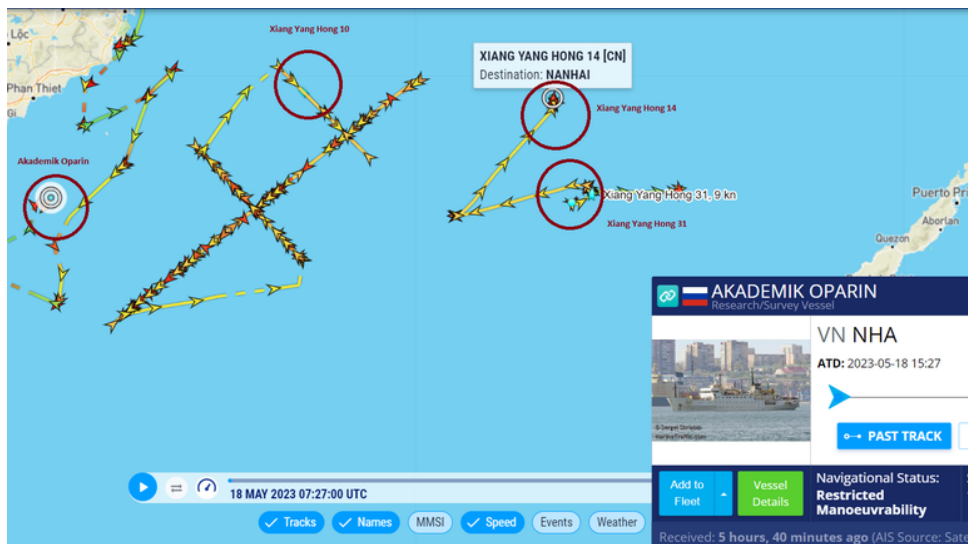 Lộc
Xiang Yang Hong 10
XIANG YANG HONG 14 [CN]
Destination: NANHAI
Phan Thiet
Gi
Xiang Yang Hong 14
Akademik Oparin
Xiang Yang Hong 31, 9 kn
Puerto Pri
Aborlan
Xiang Yang Hong 31
Quezon
AKADEMIK OPARIN
Research/Survey Vessel
VN NHA
ATD: 2023-05-18 15:27
PAST TRACK
18 MAY 2023 07:27:00 UTC
Tracks
Names
MMSI
Speed
Events
Weather
Add to
Fleet
Vessel
Details
Navigational Status:
Restricted
Manoeuvrability
Received: 5 hours, 40 minutes ago (AIS Source: Sate